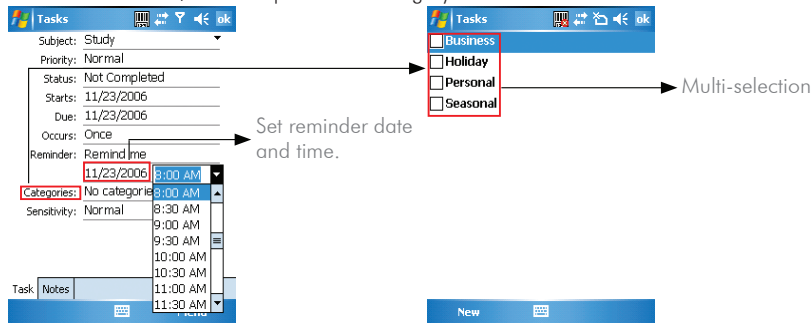 Tasks
ok
Subject: Study
Priority: Normal
Status: Not Completed
Starts: 11/23/2006
Due: 11/23/2006
Occurs: Once
Reminder: Remind me
11/23/2006 8:00 AM
Categories: No categorie
8:00 AM
Sensitivity: Normal
8:30 AM
9:00 AM
9:30 AM
10:00 AM
10:30 AM
11:00 AM
11:30 AM
Task Notes
Set reminder date
and time.
Tasks
ok
Business
Holiday
Personal
Seasonal
New
Multi-selection